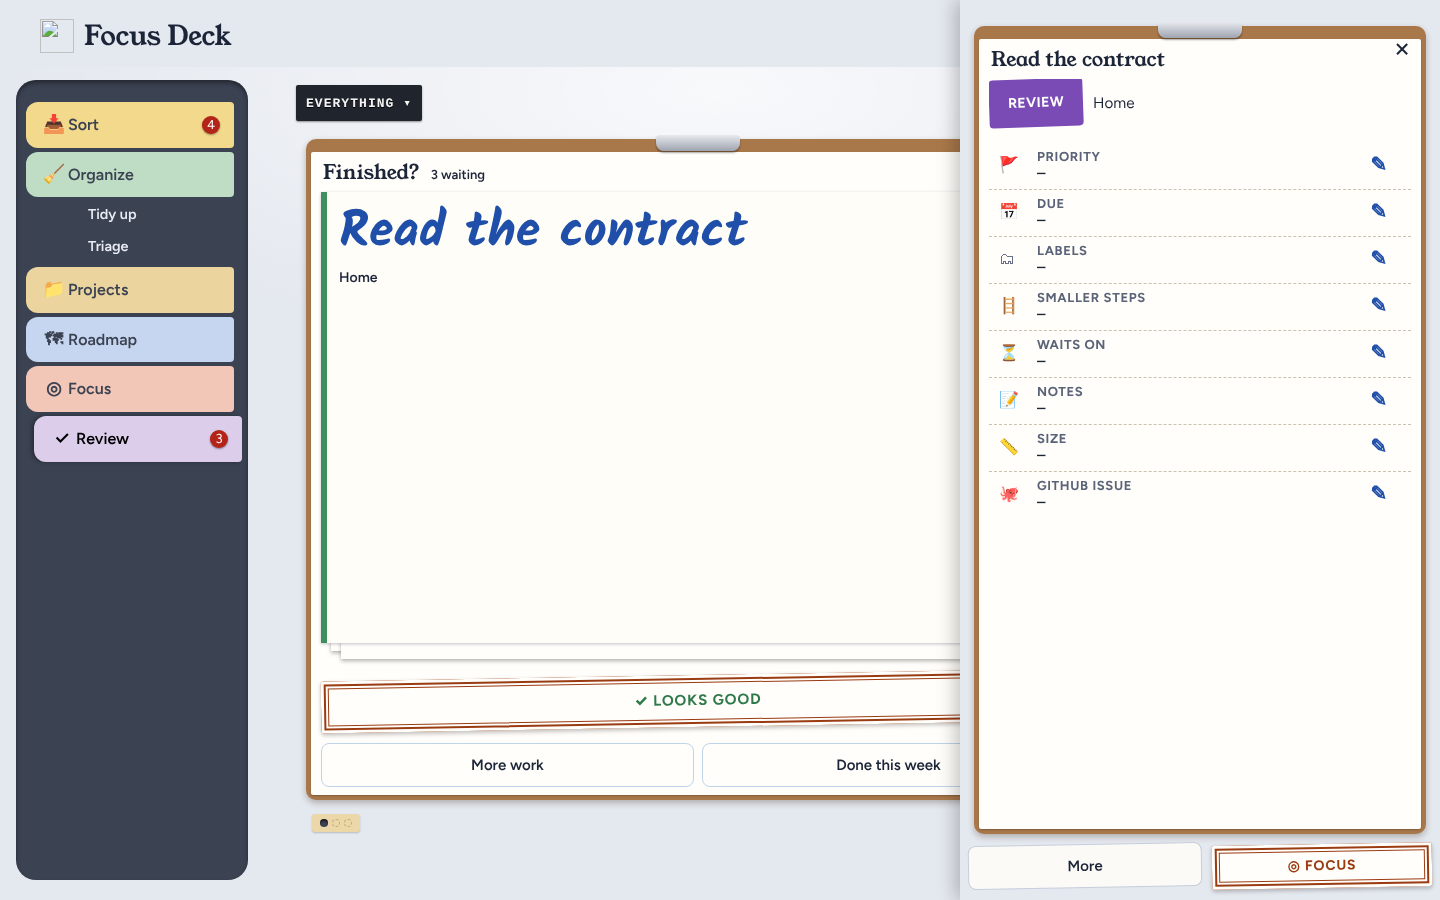 Focus Deck
Sort 4
Organize
Tidy up
Triage
Projects
Roadmap
Focus
Review 3
EVERYTHING ▾
Finished? 3 waiting
Read the contract
Home
✓ LOOKS GOOD
More work
Done this week
Read the contract
REVIEW Home
PRIORITY
–
DUE
–
LABELS
–
SMALLER STEPS
–
WAITS ON
–
NOTES
–
SIZE
–
GITHUB ISSUE
–
More
◎ FOCUS